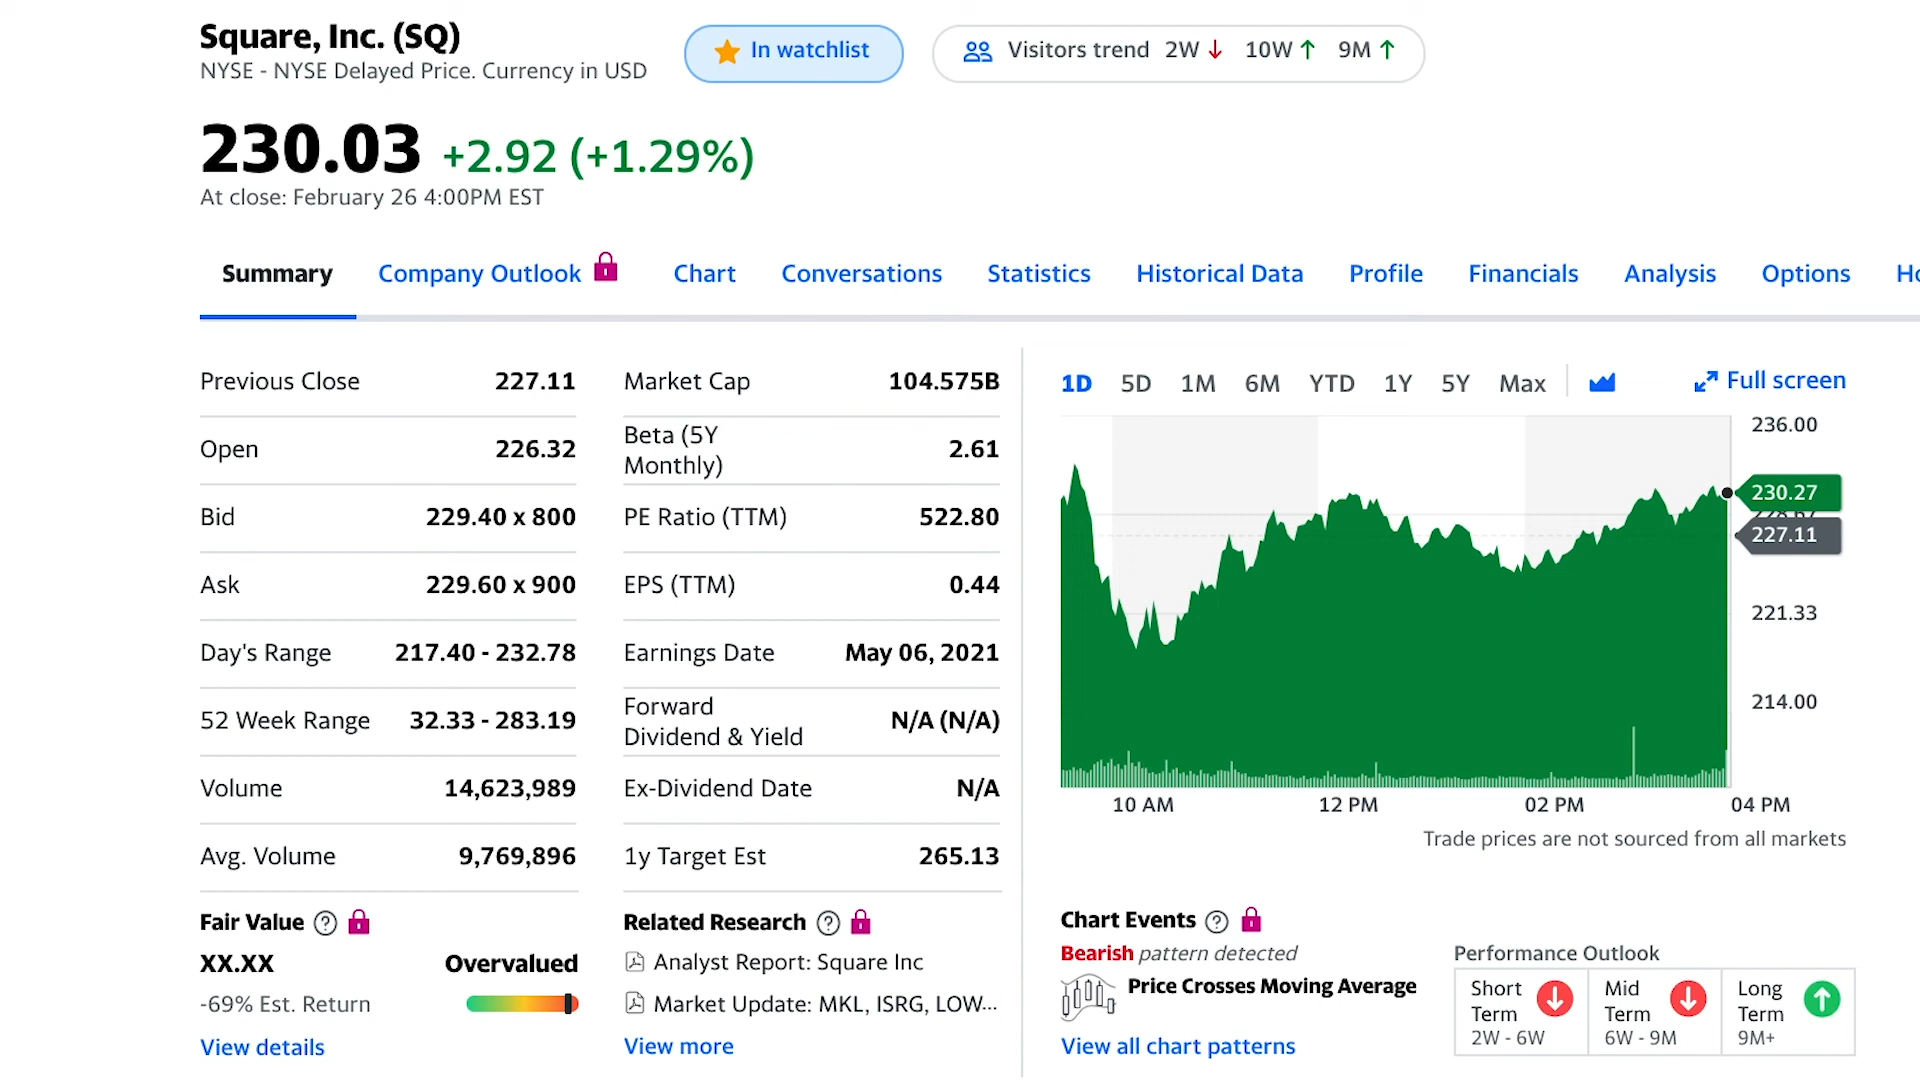 Square, Inc. (SQ)
NYSE - NYSE Delayed Price. Currency in USD
In watchlist
Visitors trend 2W ↓ 10W ↑ 9M ↑
230.03 +2.92 (+1.29%)
At close: February 26 4:00PM EST
Summary Company Outlook Chart Conversations Statistics Historical Data Profile Financials Analysis Options Ho
Previous Close 227.11
Open 226.32
Bid 229.40 x 800
Ask 229.60 x 900
Day's Range 217.40 - 232.78
52 Week Range 32.33 - 283.19
Volume 14,623,989
Avg. Volume 9,769,896
Market Cap 104.575B
Beta (5Y
Monthly) 2.61
PE Ratio (TTM) 522.80
EPS (TTM) 0.44
Earnings Date May 06, 2021
Forward
Dividend & Yield N/A (N/A)
Ex-Dividend Date N/A
1y Target Est 265.13
1D 5D 1M 6M YTD 1Y 5Y Max
Full screen
236.00
230.27
228.67
227.11
221.33
214.00
10 AM 12 PM 02 PM 04 PM
Trade prices are not sourced from all markets
Fair Value ?
XX.XX Overvalued
-69% Est. Return
View details
Related Research ?
Analyst Report: Square Inc
Market Update: MKL, ISRG, LOW...
View more
Chart Events ?
Bearish pattern detected
Price Crosses Moving Average
View all chart patterns
Performance Outlook
Short
Term
2W - 6W
Mid
Term
6W - 9M
Long
Term
9M+